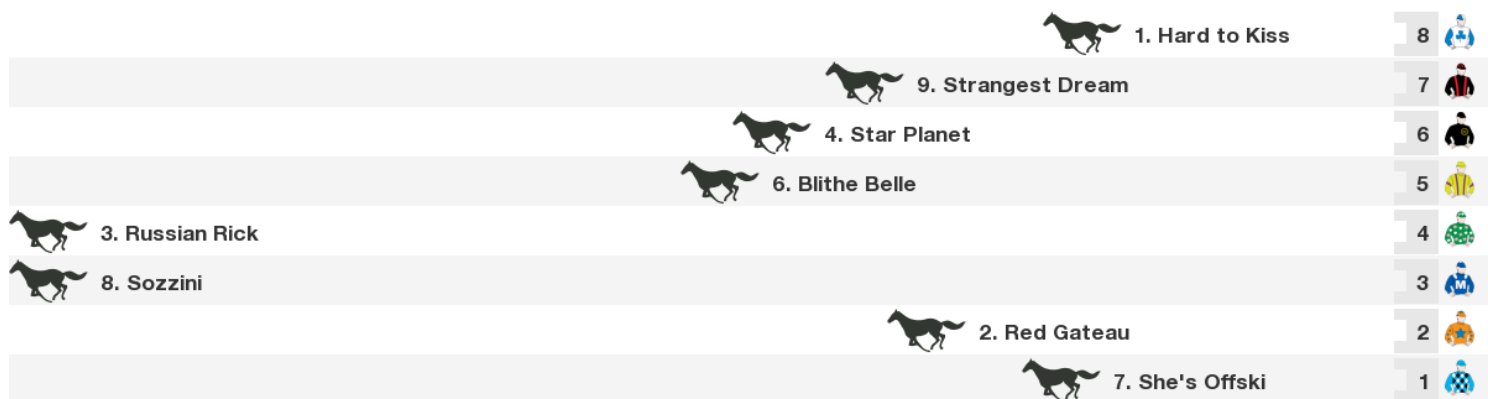 1. Hard to Kiss 8
9. Strangest Dream 7
4. Star Planet 6
6. Blithe Belle 5
3. Russian Rick 4
8. Sozzini 3
M
2. Red Gateau 2
7. She's Offski 1